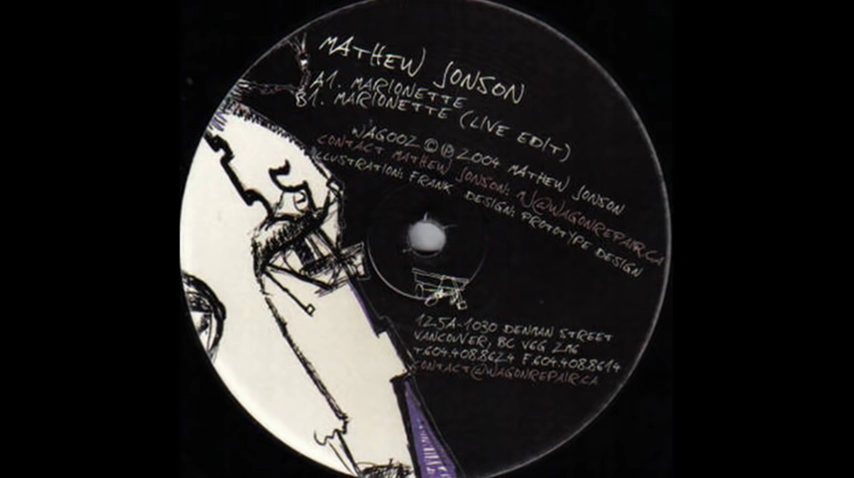 MATHEW JONSON
A1. MARIONETTE
B1. MARIONETTE (LIVE EDIT)
WAG002 © ℗ 2004 MATHEW JONSON
CONTACT MATHEW JONSON: MJ@WAGONREPAIR.CA
ILLUSTRATION: FRANK DESIGN: PROTOTYPE DESIGN
125A-1030 DENMAN STREET
VANCOUVER, BC V6G 2M6
T.604.408.8624 F.604.408.8614
CONTACT@WAGONREPAIR.CA